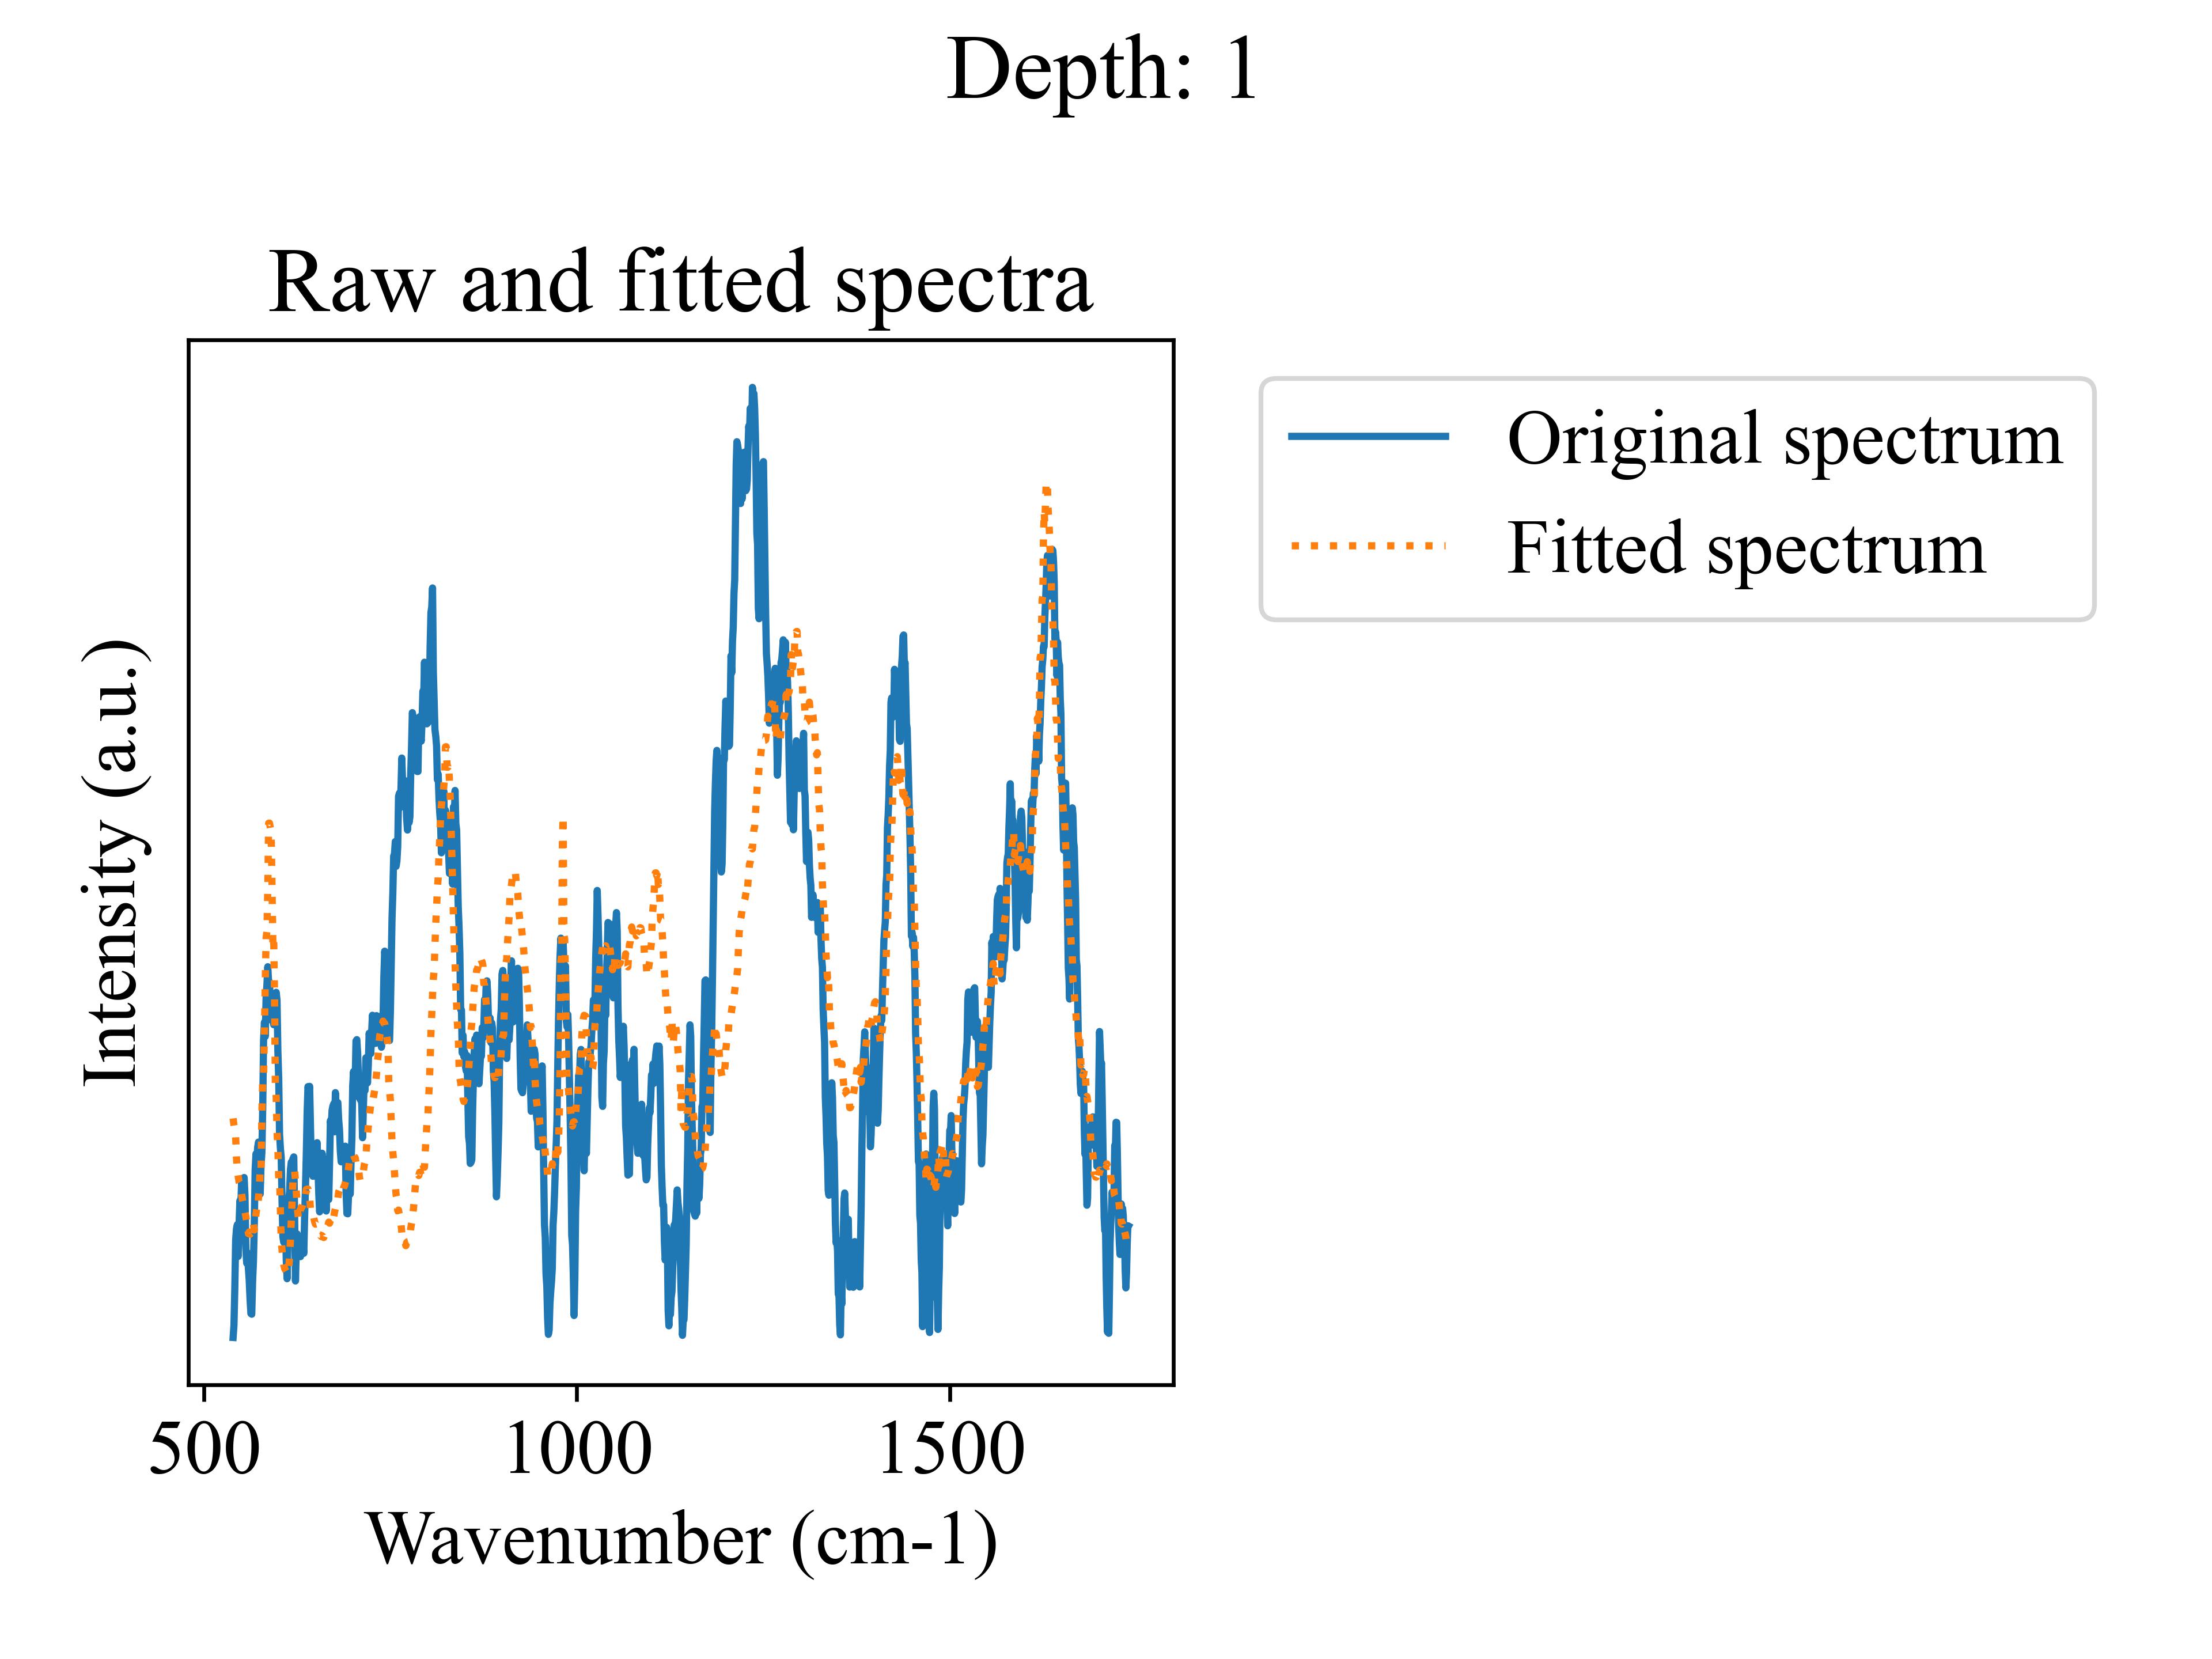 Depth: 1
Raw and fitted spectra
Original spectrum
Fitted spectrum
Intensity (a.u.)
500 1000 1500
Wavenumber (cm-1)